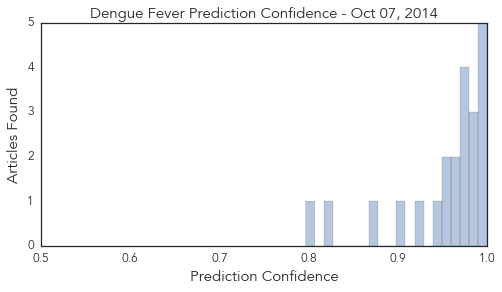 Dengue Fever Prediction Confidence - Oct 07, 2014
5
4
3
2
1
0
Articles Found
0.5 0.6 0.7 0.8 0.9 1.0
Prediction Confidence